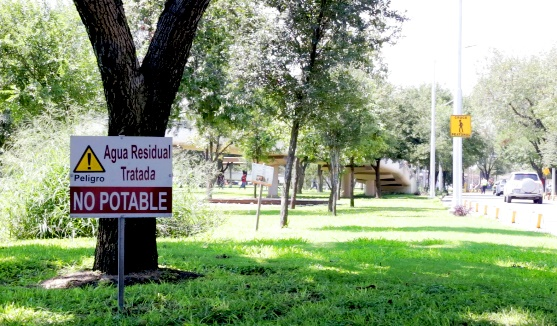 Agua Residual
Tratada
Peligro
NO POTABLE